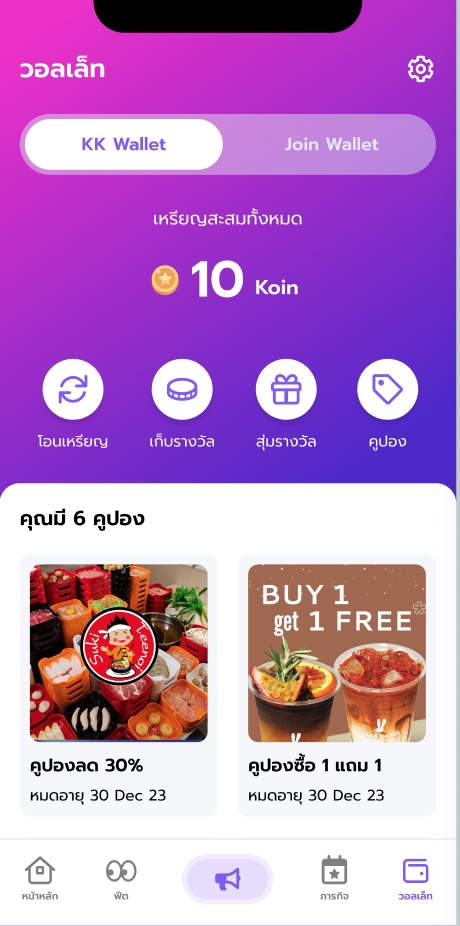 วอลเล็ท
KK Wallet
Join Wallet
เหรียญสะสมทั้งหมด
10 Koin
โอนเหรียญ
เก็บรางวัล
สุ่มรางวัล
คูปอง
คุณมี 6 คูปอง
Suki Teenoi
BUY 1
get 1 FREE
คูปองลด 30%
หมดอายุ 30 Dec 23
คูปองซื้อ 1 แถม 1
หมดอายุ 30 Dec 23
หน้าหลัก
ฟีต
ภารกิจ
วอลเล็ท